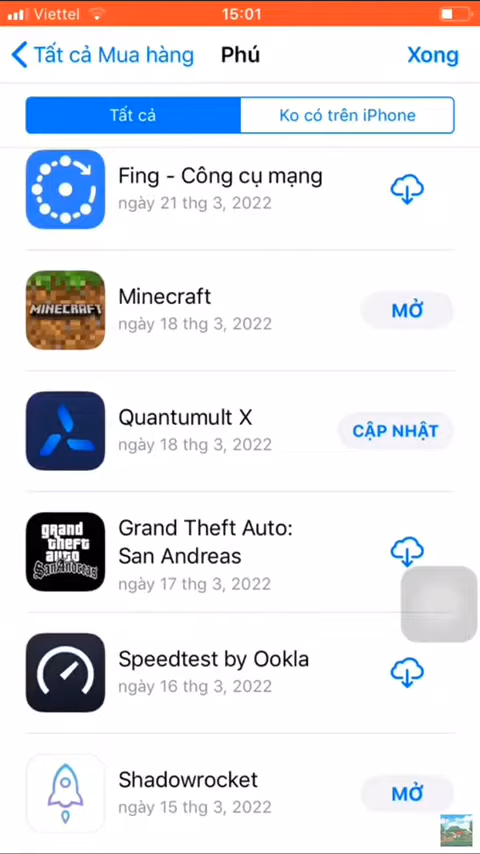 Viettel 15:01
Tất cả Mua hàng Phú Xong
Tất cả Ko có trên iPhone
Fing - Công cụ mạng
ngày 21 thg 3, 2022
MINECRAFT
Minecraft
ngày 18 thg 3, 2022
MỞ
Quantumult X
ngày 18 thg 3, 2022
CẬP NHẬT
grand
theft
auto
San Andreas
Grand Theft Auto:
San Andreas
ngày 17 thg 3, 2022
Speedtest by Ookla
ngày 16 thg 3, 2022
Shadowrocket
ngày 15 thg 3, 2022
MỞ